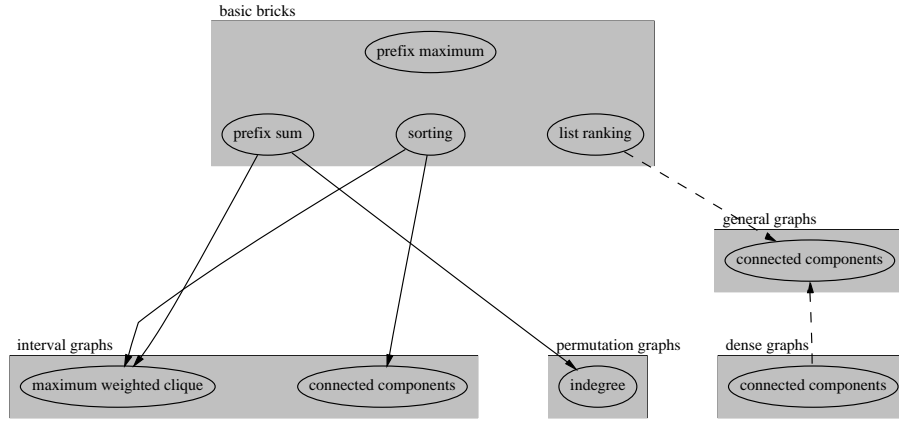 basic bricks
prefix maximum
prefix sum
sorting
list ranking
general graphs
connected components
interval graphs
permutation graphs
dense graphs
maximum weighted clique
connected components
indegree
connected components